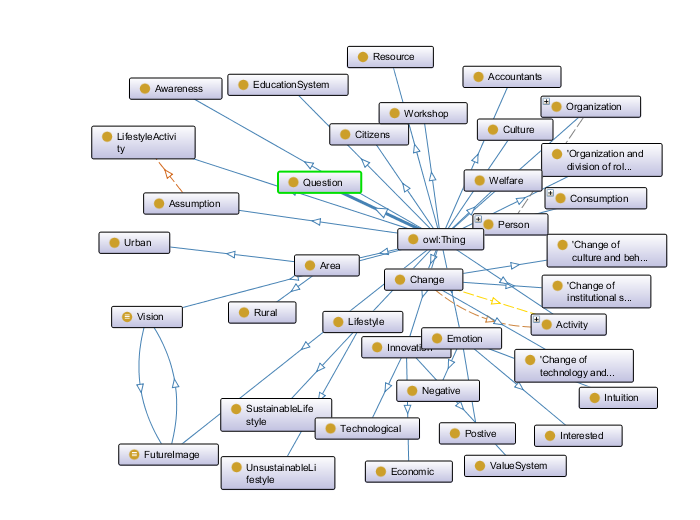 Resource
Accountants
Awareness
EducationSystem
Organization
Workshop
Citizens
Culture
LifestyleActivi
ty
'Organization and
division of rol...
Question
Welfare
Assumption
Consumption
Person
Urban
owl:Thing
'Change of
culture and beh...
Area
Change
'Change of
institutional s...
Vision
Rural
Lifestyle
Activity
Innovation
Emotion
'Change of
technology and...
Negative
Intuition
SustainableLife
style
Technological
Postive
Interested
FutureImage
UnsustainableLi
festyle
Economic
ValueSystem